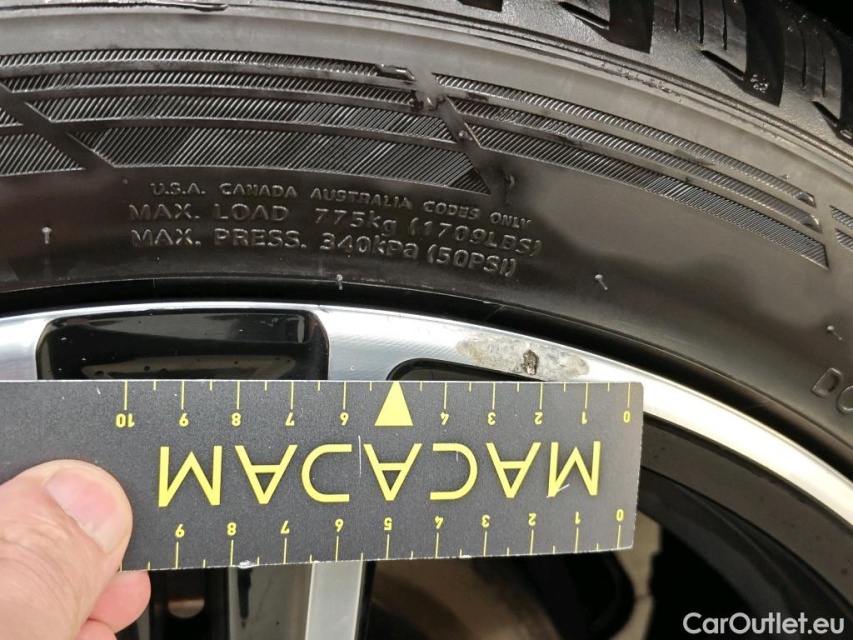 U.S.A. CANADA AUSTRALIA CODES ONLY
MAX. LOAD 775kg (1709LBS)
MAX. PRESS. 340kPa (50PSI)
DO
10 9 8 7 6 4 3 2 1 0
MACADAM
9 8 7 6 5 4 3 2 1 0
CarOutlet.eu